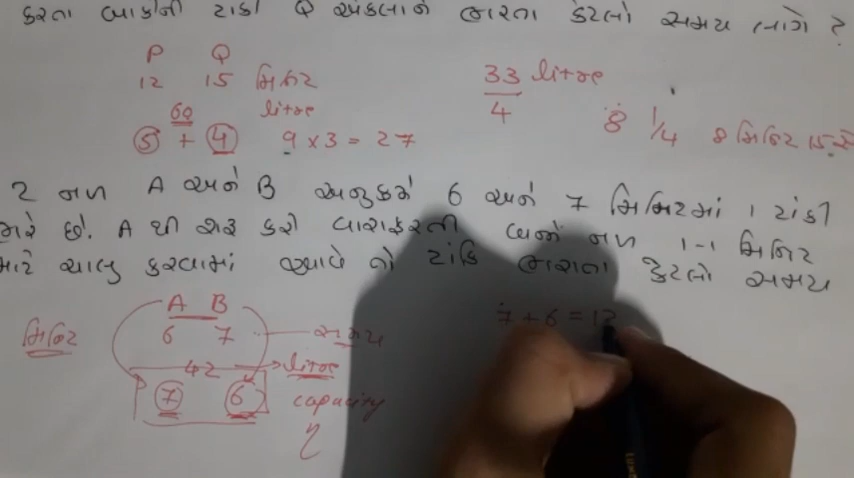 કરતા બાકીની ટાંકી Q એકલાને ભરતા કેટલો સમય લાગે ?
P Q
12 15 મિનિટ
60 litre
5 + 4 9 x 3 = 27
33/4 litre
8 1/4 8 મિનિટ 15
2 નળ A અને B અનુક્રમે 6 અને 7 મિનિટમાં 1 ટાંકી
ભરે છે. A થી શરૂ કરી વારાફરતી બન્ને નળ 1-1 મિનિટ
માટે ચાલુ કરવામાં આવે તો ટાંકિ ભરાતા કેટલો સમય
A B
મિનિટ 6 7 સમય
42 litre
7 6 capacity
η
7 + 6 = 13